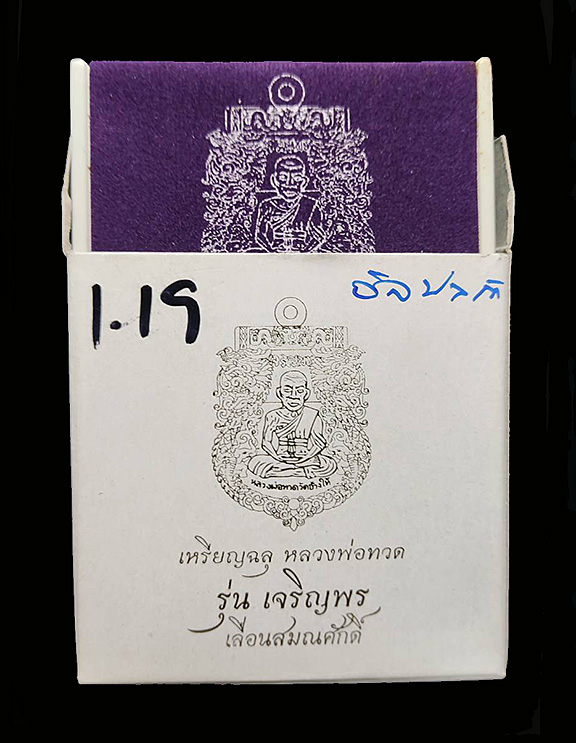 1.19
อัลปาก้า
หลวงพ่อทวดวัดช้างให้
เหรียญฉลุ หลวงพ่อทวด
รุ่น เจริญพร
เลื่อนสมณศักดิ์